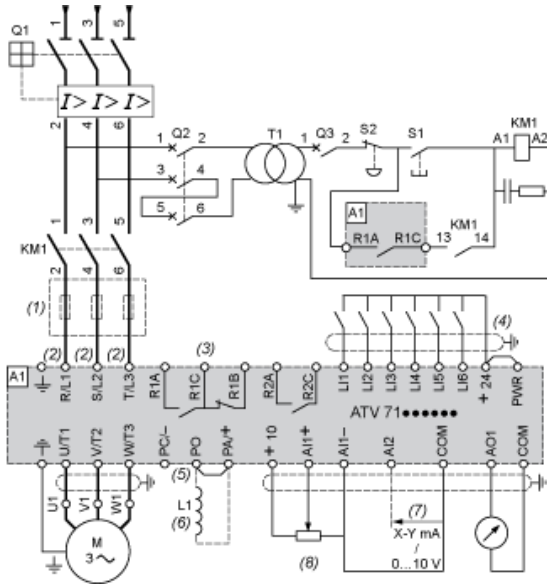 Q1
1 3 5
I> I> I>
2 4 6
1 Q2 2
3 4
5 6
T1
1 Q3 2
S2
S1
KM1
A1 A2
A1
R1A R1C
KM1
13 14
1 3 5
KM1
2 4 6
(1)
(2) (2) (2)
(3)
(4)
A1
R/L1 S/L2 T/L3 R1A R1C R1B R2A R2C LI1 LI2 LI3 LI4 LI5 LI6 + 24 PWR
ATV 71●●●●●●
U/T1 V/T2 W/T3 PC/– PO PA/+ + 10 AI1+ AI1– AI2 COM AO1 COM
U1 V1 W1
(5)
L1
(6)
(7)
X-Y mA
/
0...10 V
(8)
M
3